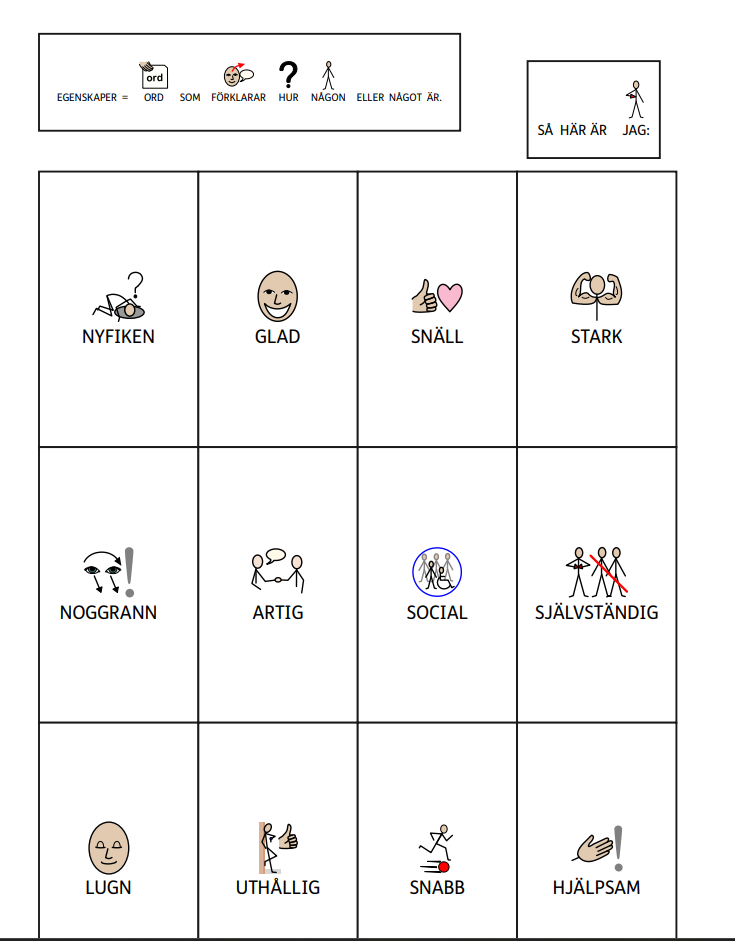 ord
EGENSKAPER = ORD SOM FÖRKLARAR HUR NÅGON ELLER NÅGOT ÄR.
SÅ HÄR ÄR JAG:
NYFIKEN GLAD SNÄLL STARK
NOGGRANN ARTIG SOCIAL SJÄLVSTÄNDIG
LUGN UTHÅLLIG SNABB HJÄLPSAM